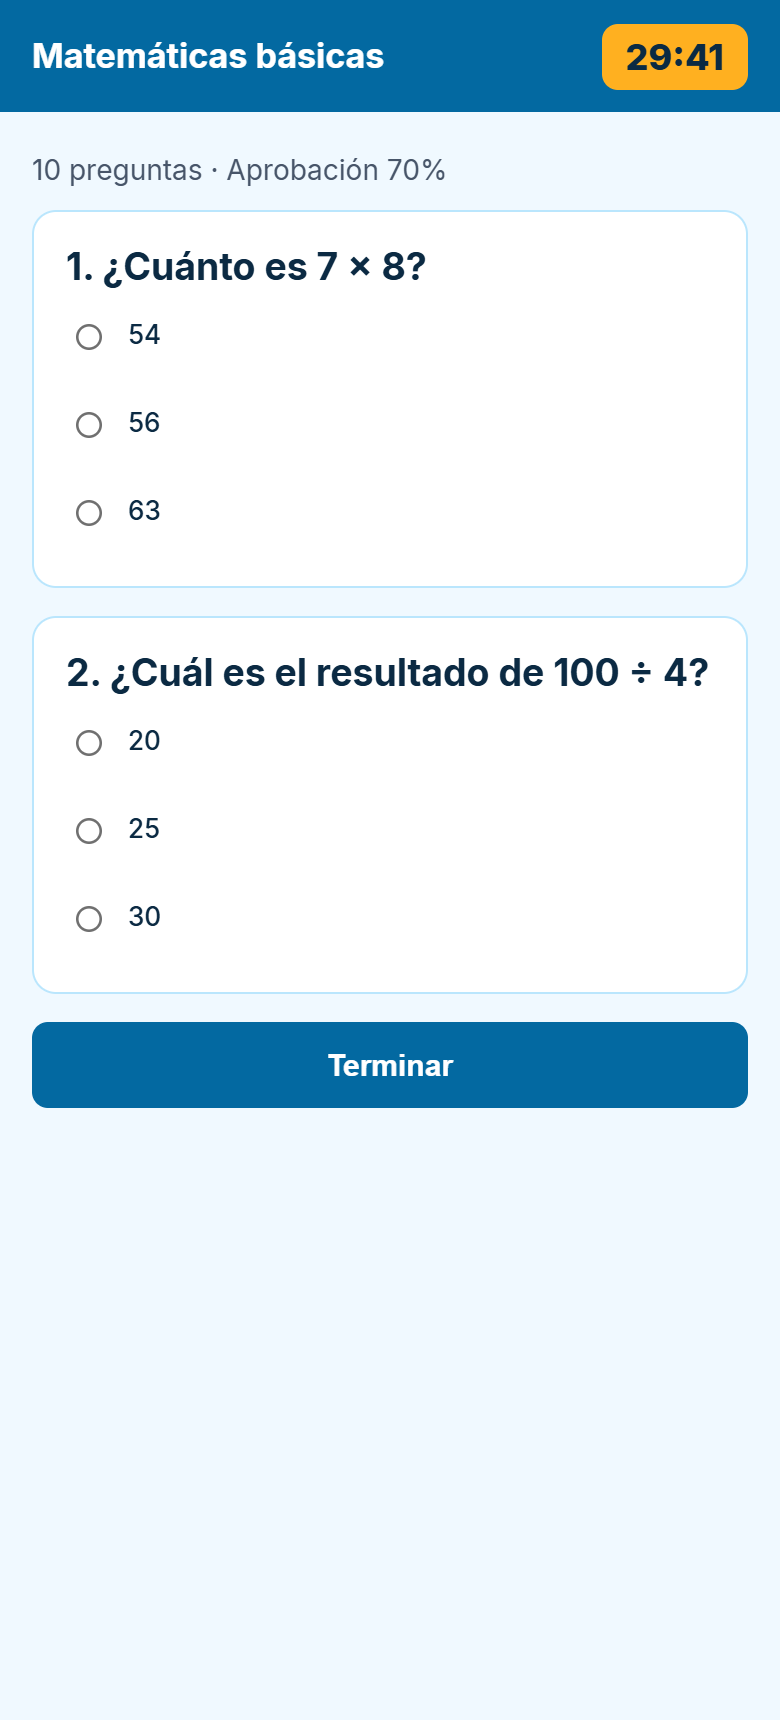 Matemáticas básicas
29:41
10 preguntas · Aprobación 70%
1. ¿Cuánto es 7 × 8?
54
56
63
2. ¿Cuál es el resultado de 100 ÷ 4?
20
25
30
Terminar